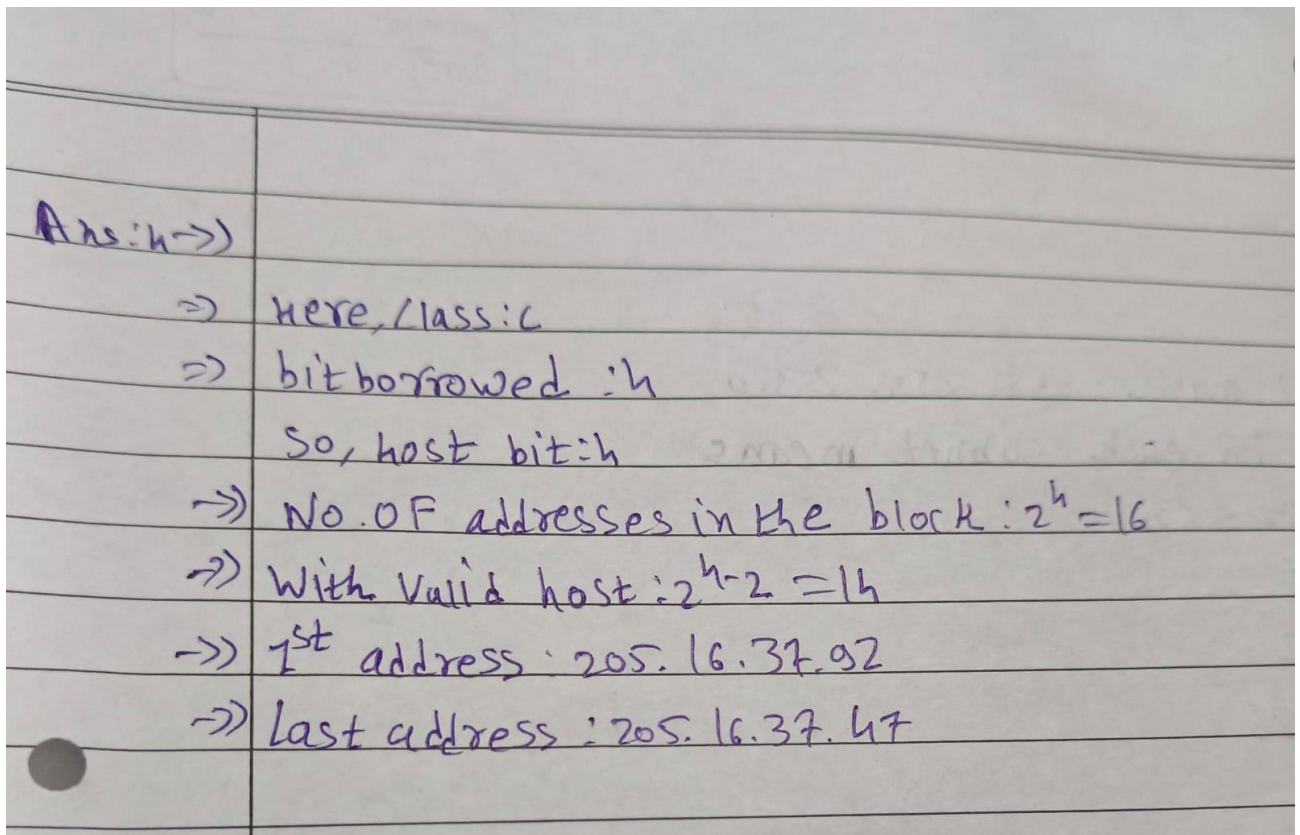 Ans:4->>
=> Here, Class:C
=> bit borrowed :4
So, host bit:4
->> No. OF addresses in the block : 2^4 = 16
->> With Valid host : 2^4-2 = 14
->> 1st address : 205.16.37.92
->> Last address : 205.16.37.47